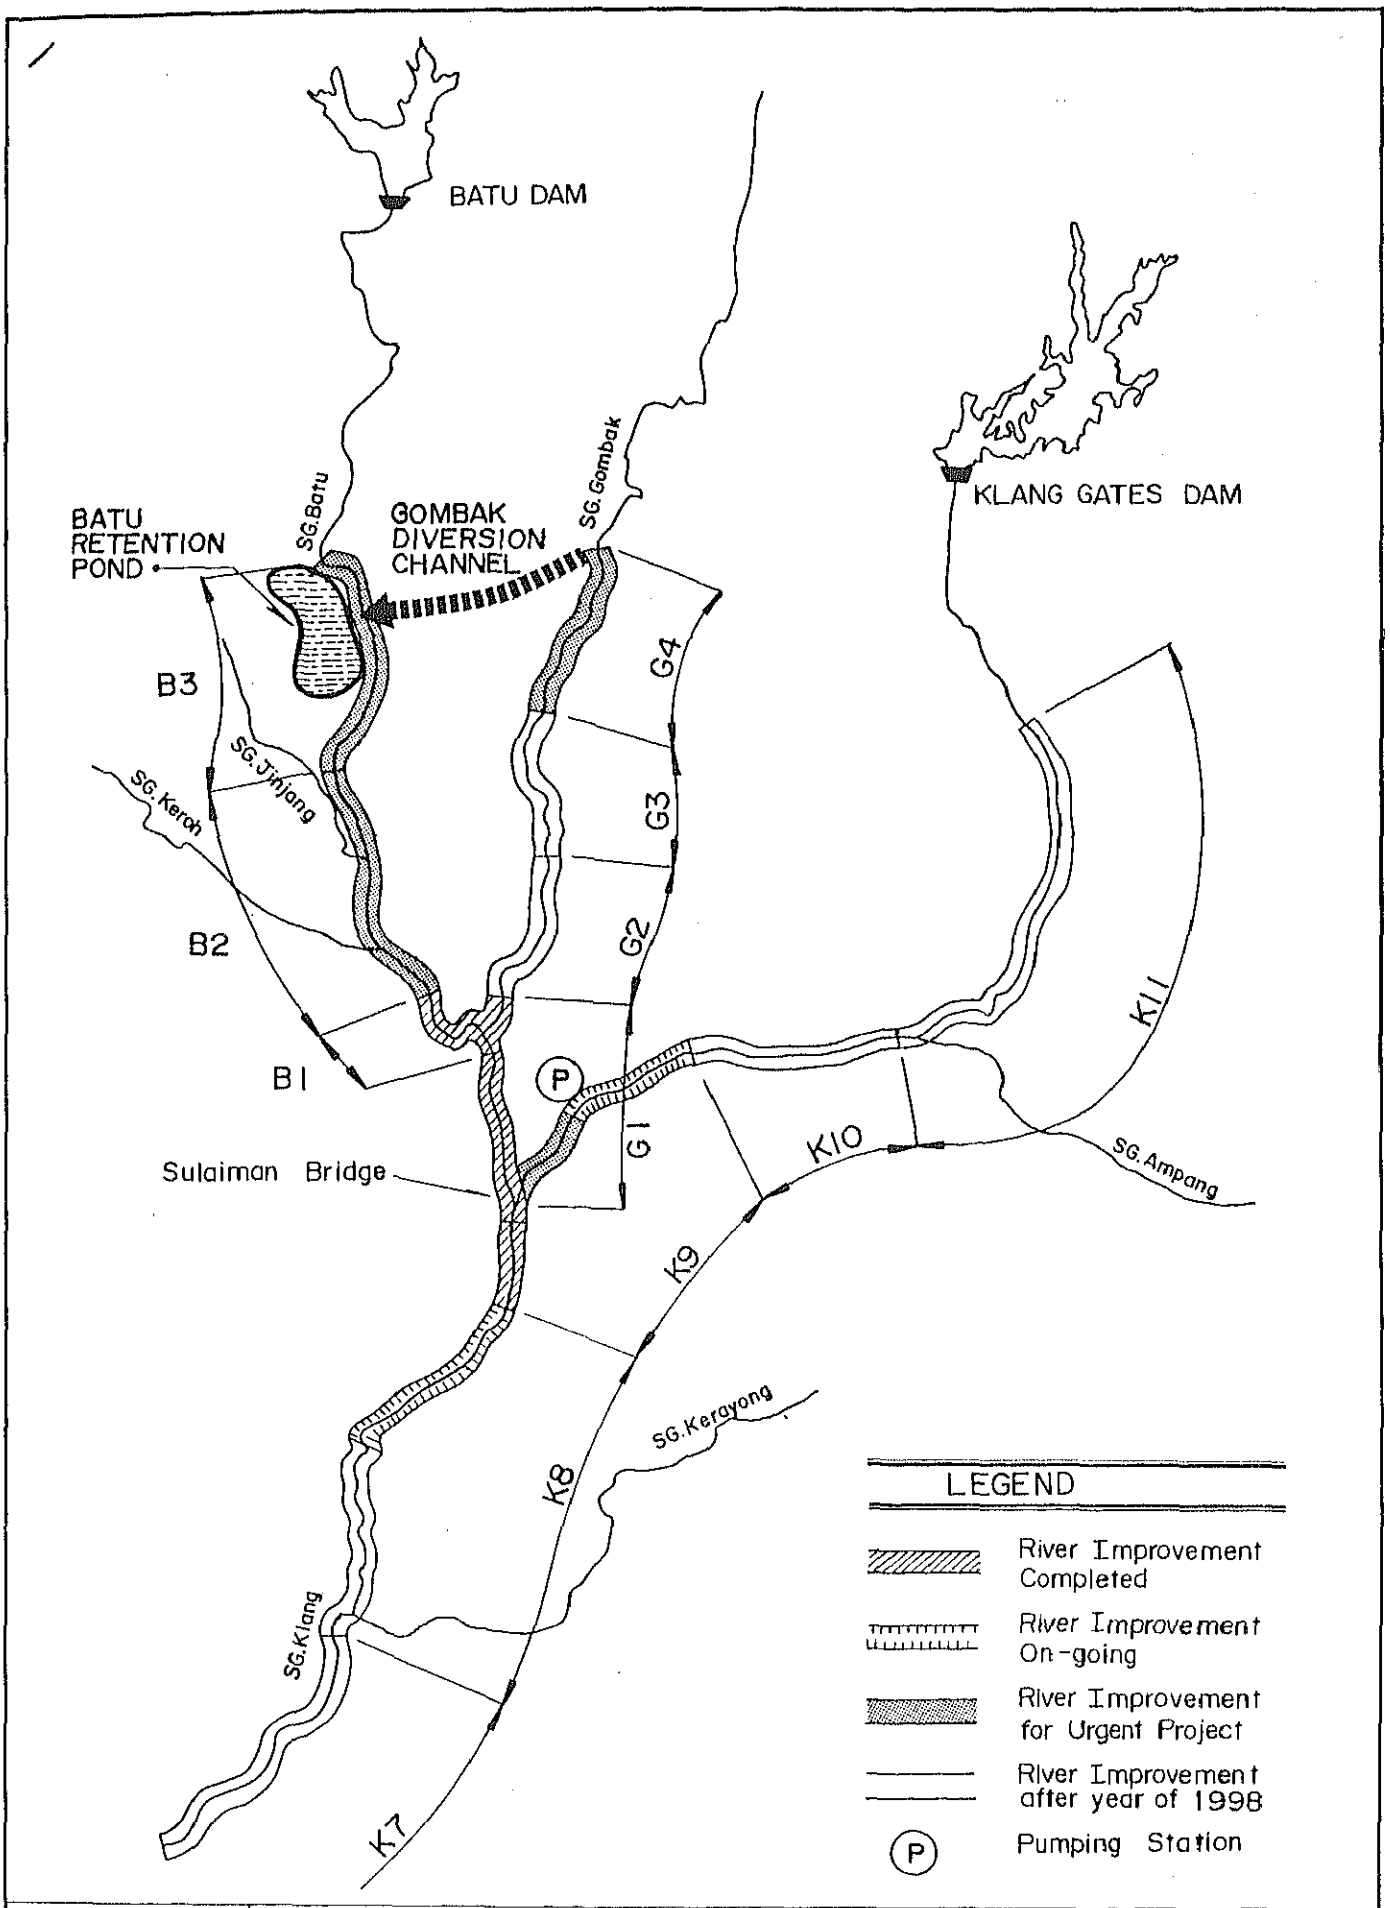 BATU DAM
KLANG GATES DAM
SG.Batu
SG.Gombak
BATU
RETENTION
POND
GOMBAK
DIVERSION
CHANNEL
B3
G4
SG.Jinjang
SG.Keroh
G3
B2
G2
K11
B1
P
G1
K10
SG.Ampang
Sulaiman Bridge
K9
SG.Kerayong
K8
SG.Klang
K7
LEGEND
River Improvement
Completed
River Improvement
On-going
River Improvement
for Urgent Project
River Improvement
after year of 1998
P
Pumping Station